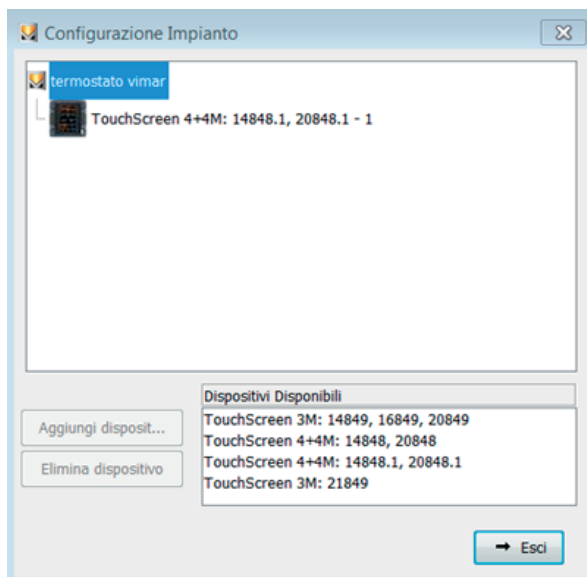 Configurazione Impianto
termostato vimar
TouchScreen 4+4M: 14848.1, 20848.1 - 1
Dispositivi Disponibili
Aggiungi disposit...
Elimina dispositivo
TouchScreen 3M: 14849, 16849, 20849
TouchScreen 4+4M: 14848, 20848
TouchScreen 4+4M: 14848.1, 20848.1
TouchScreen 3M: 21849
Esci